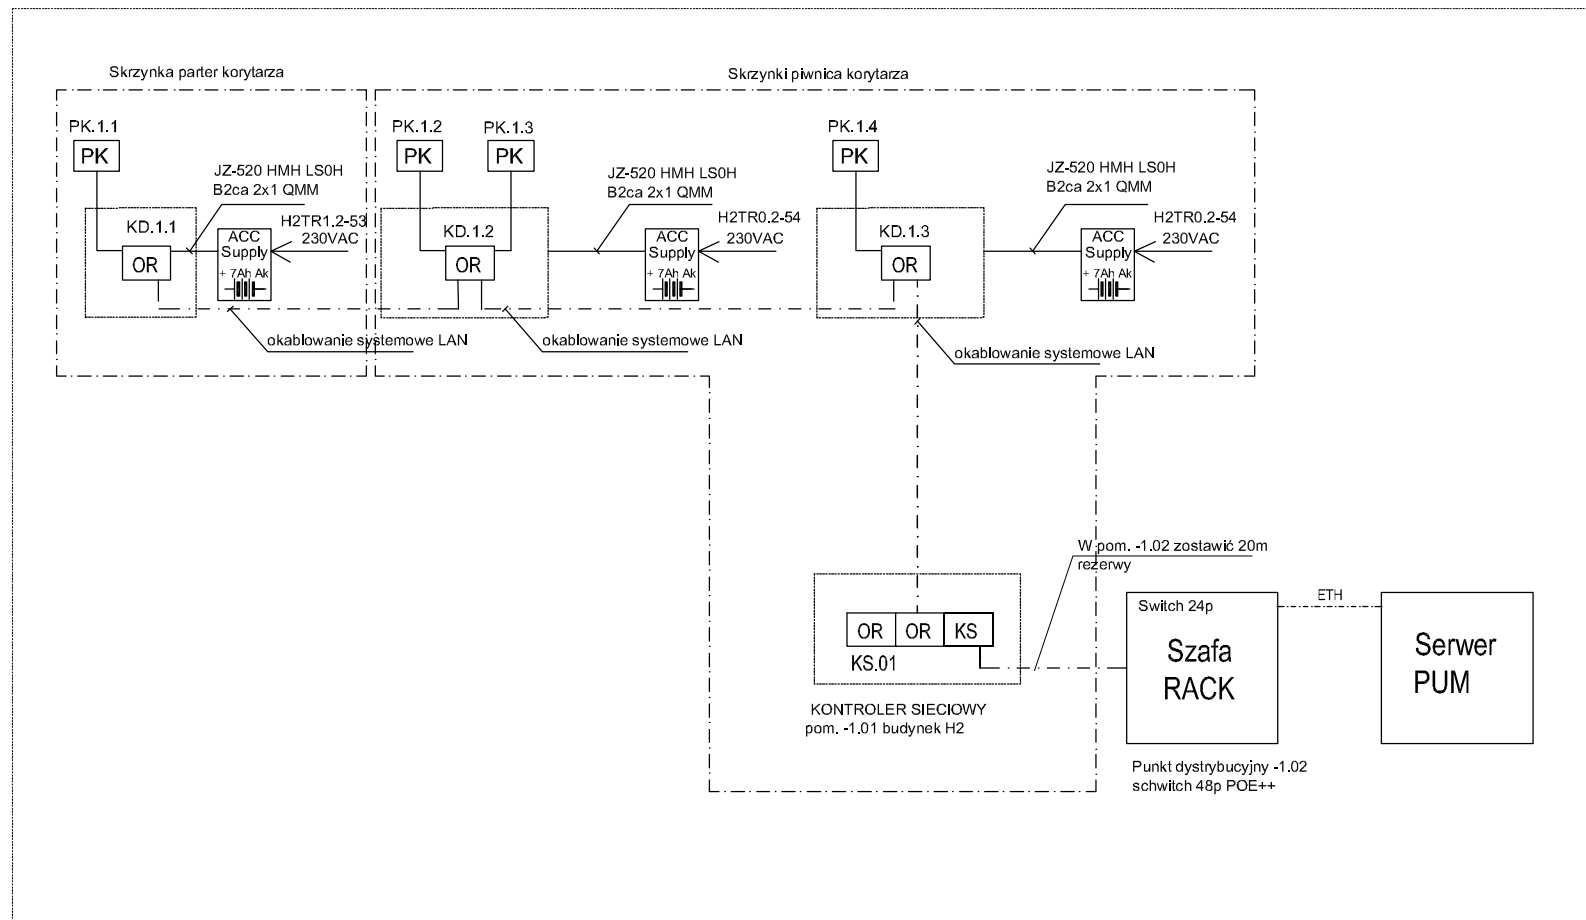 Skrzynka parter korytarza
Skrzynki piwnica korytarza
PK.1.1
PK
JZ-520 HMH LS0H
B2ca 2x1 QMM
KD.1.1
OR
ACC
Supply
+ 7Ah Ak
H2TR1.2-53
230VAC
okablowanie systemowe LAN
PK.1.2
PK
PK.1.3
PK
JZ-520 HMH LS0H
B2ca 2x1 QMM
KD.1.2
OR
ACC
Supply
+ 7Ah Ak
H2TR0.2-54
230VAC
okablowanie systemowe LAN
PK.1.4
PK
JZ-520 HMH LS0H
B2ca 2x1 QMM
KD.1.3
OR
ACC
Supply
+ 7Ah Ak
H2TR0.2-54
230VAC
okablowanie systemowe LAN
W pom. -1.02 zostawić 20m
rezerwy
OR
OR
KS
KS.01
KONTROLER SIECIOWY
pom. -1.01 budynek H2
Switch 24p
Szafa
RACK
ETH
Serwer
PUM
Punkt dystrybucyjny -1.02
schwitch 48p POE++